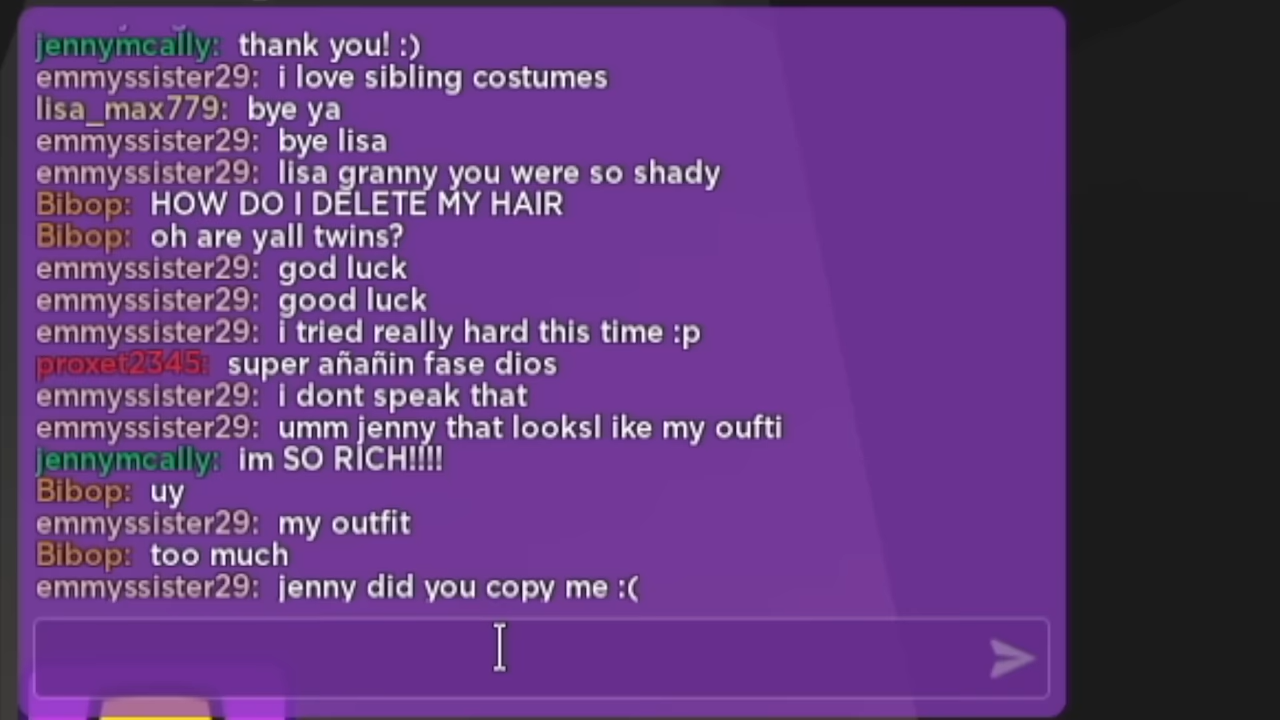 jennymcally: thank you! :)
emmyssister29: i love sibling costumes
lisa_max779: bye ya
emmyssister29: bye lisa
emmyssister29: lisa granny you were so shady
Bibop: HOW DO I DELETE MY HAIR
Bibop: oh are yall twins?
emmyssister29: god luck
emmyssister29: good luck
emmyssister29: i tried really hard this time :p
proxet2345: super añañin fase dios
emmyssister29: i dont speak that
emmyssister29: umm jenny that looksl ike my oufti
jennymcally: im SO RICH!!!!
Bibop: uy
emmyssister29: my outfit
Bibop: too much
emmyssister29: jenny did you copy me :(